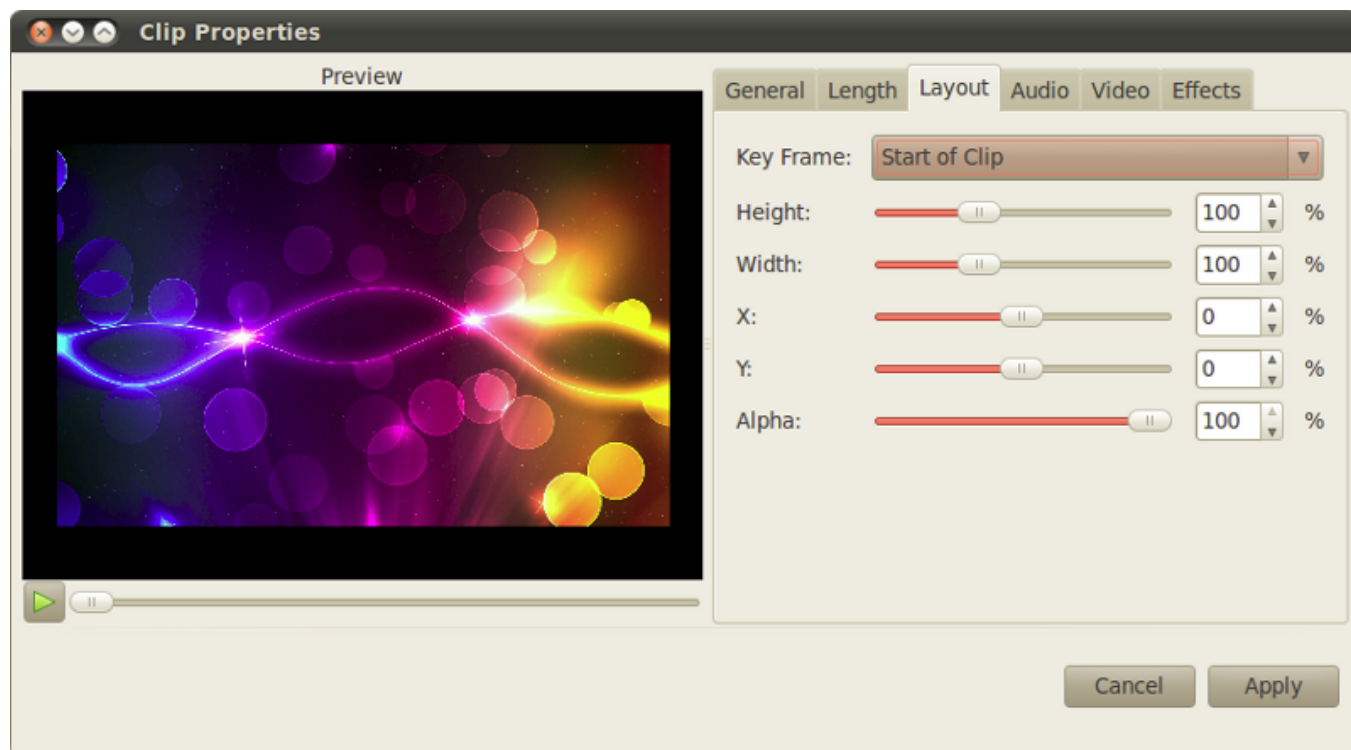 Clip Properties
Preview
General Length Layout Audio Video Effects
Key Frame: Start of Clip
Height: 100 %
Width: 100 %
X: 0 %
Y: 0 %
Alpha: 100 %
Cancel Apply